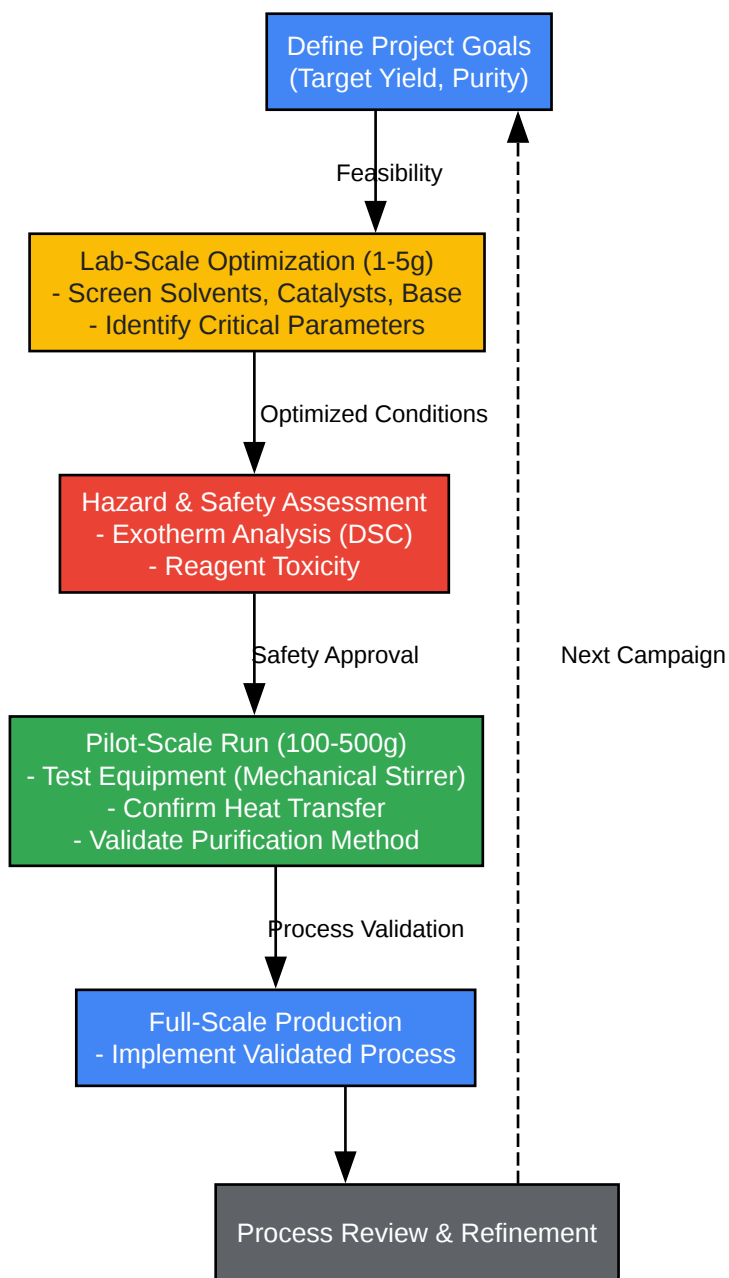 Define Project Goals
(Target Yield, Purity)
Feasibility
Lab-Scale Optimization (1-5g)
- Screen Solvents, Catalysts, Base
- Identify Critical Parameters
Optimized Conditions
Hazard & Safety Assessment
- Exotherm Analysis (DSC)
- Reagent Toxicity
Safety Approval
Next Campaign
Pilot-Scale Run (100-500g)
- Test Equipment (Mechanical Stirrer)
- Confirm Heat Transfer
- Validate Purification Method
Process Validation
Full-Scale Production
- Implement Validated Process
Process Review & Refinement